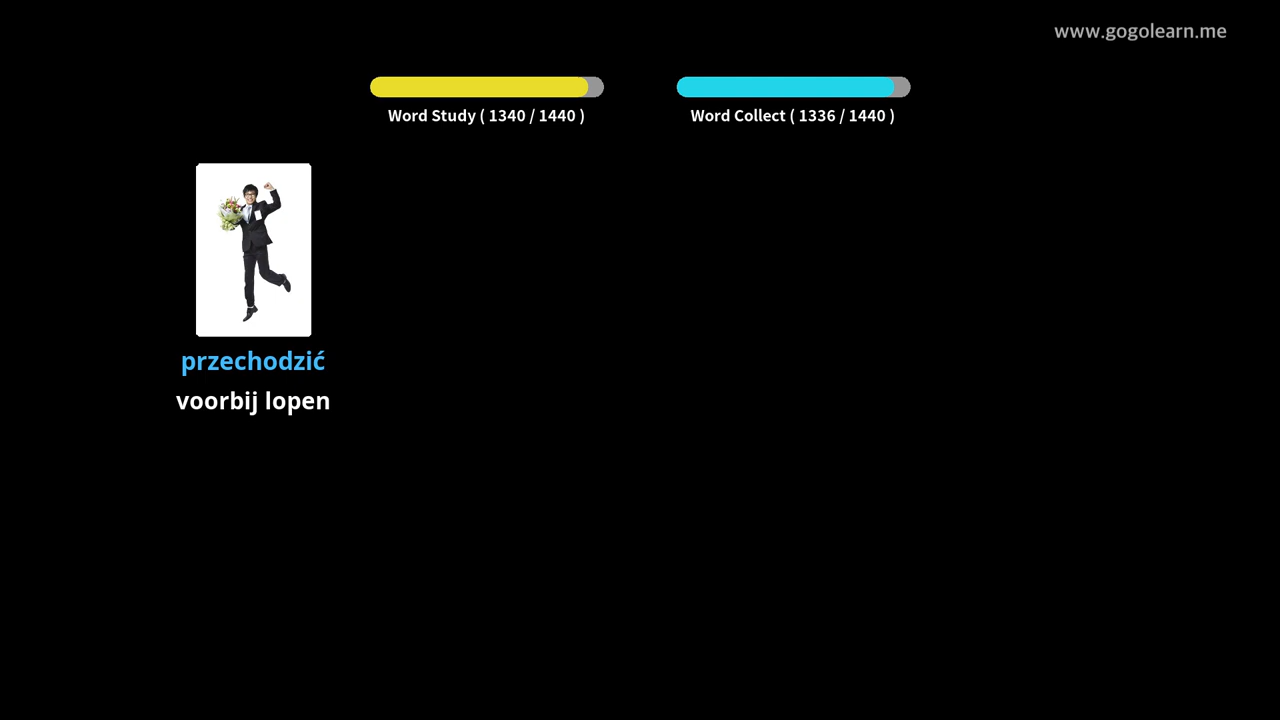 www.gogolearn.me
Word Study ( 1340 / 1440 )
Word Collect ( 1336 / 1440 )
przechodzić
voorbij lopen